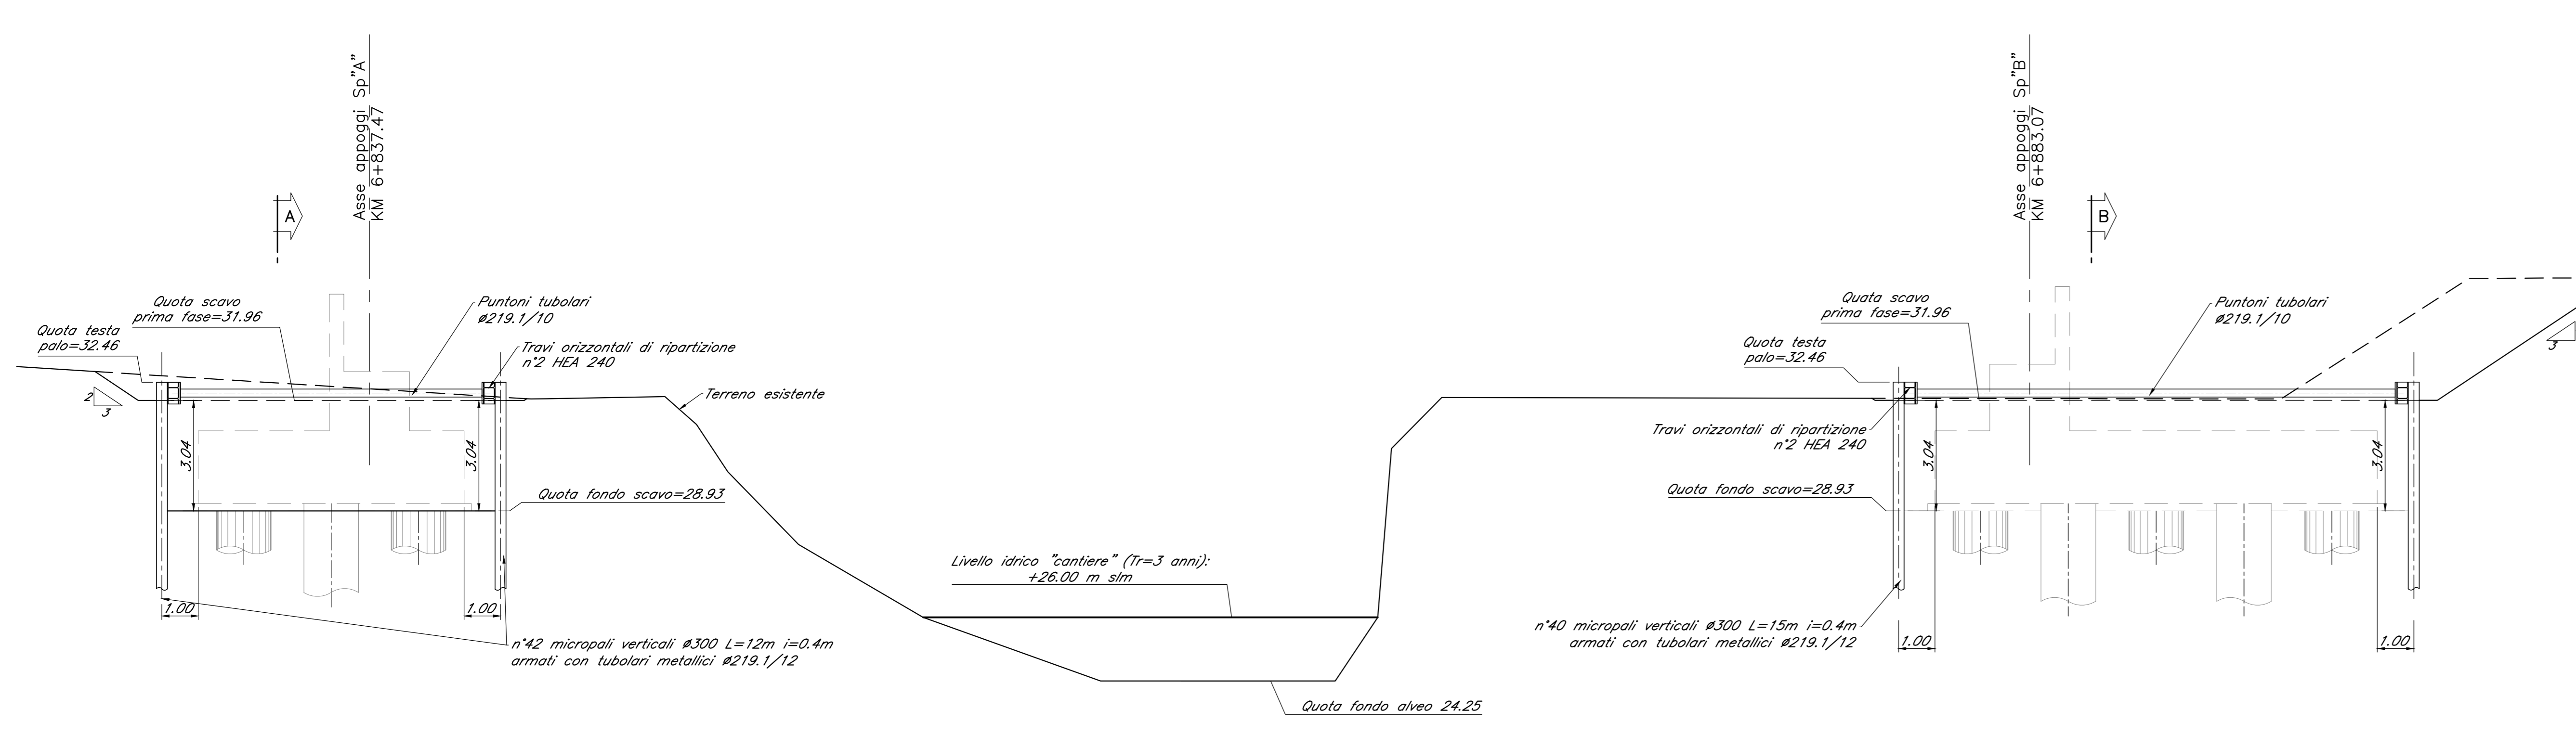 Asse appoggi Sp"A"
KM 6+837.47
A
Quota scavo
prima fase=31.96
Quota testa
palo=32.46
Puntoni tubolari
ø219.1/10
Travi orizzontali di ripartizione
n°2 HEA 240
Terreno esistente
2
3
3.04
3.04
Quota fondo scavo=28.93
1.00
1.00
n°42 micropali verticali ø300 L=12m i=0.4m
armati con tubolari metallici ø219.1/12
Livello idrico "cantiere" (Tr=3 anni):
+26.00 m slm
Quota fondo alveo 24.25
Asse appoggi Sp"B"
KM 6+883.07
B
Quata scavo
prima fase=31.96
Quota testa
palo=32.46
Puntoni tubolari
ø219.1/10
3
Travi orizzontali di ripartizione
n°2 HEA 240
3.04
3.04
Quota fondo scavo=28.93
n°40 micropali verticali ø300 L=15m i=0.4m
armati con tubolari metallici ø219.1/12
1.00
1.00